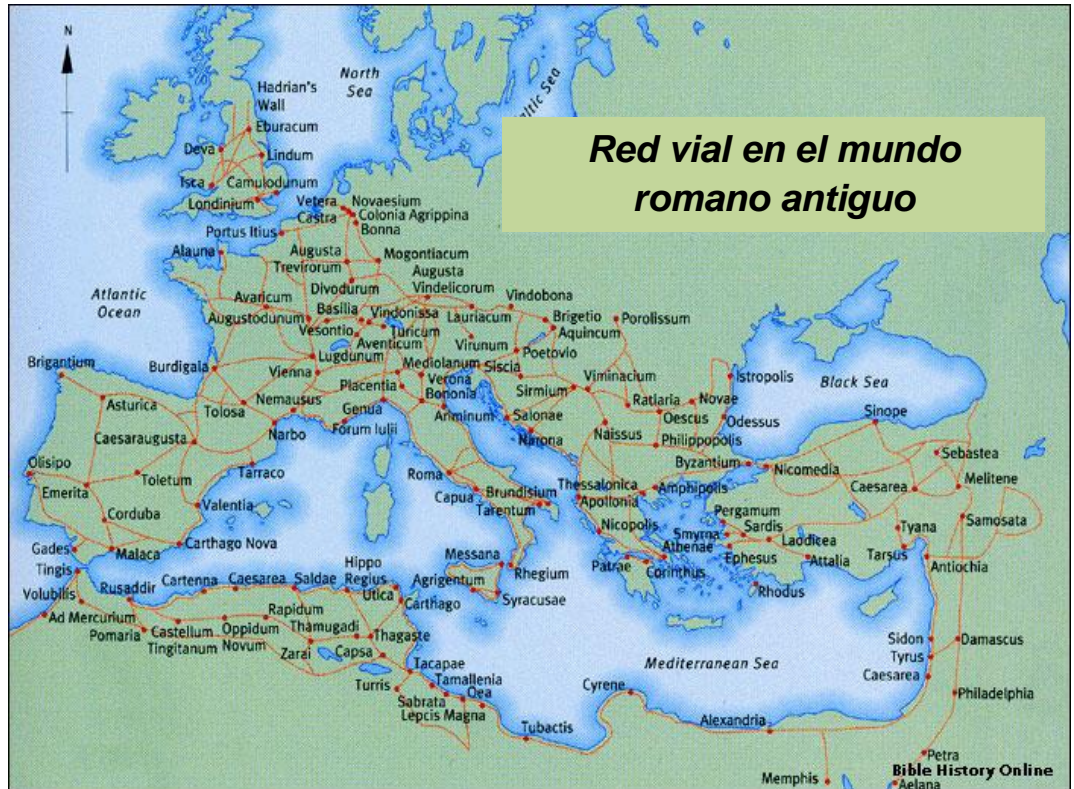 N
North
Sea
Hadrian's
Wall
Eburacum
Deva
Lindum
Isca
Camulodunum
Londinium
altic Sea
Red vial en el mundo
romano antiguo
Vetera
Castra
Novaesium
Colonia Agrippina
Bonna
Portus Itius
Alauna
Augusta
Trevirorum
Mogontiacum
Atlantic
Ocean
Avaricum
Divodurum
Augusta
Vindelicorum
Vindobona
Augustodunum
Basilia
Vindonissa
Lauriacum
Brigetio
Porolissum
Vesontio
Turicum
Aventicum
Virunum
Aquincum
Poetovio
Brigantium
Burdigala
Lugdunum
Mediolanum
Siscia
Vienna
Verona
Sirmium
Viminacium
Istropolis
Black Sea
Asturica
Tolosa
Nemausus
Placentia
Bononia
Ratiaria
Novae
Sinope
Genua
Ariminum
Salonae
Oescus
Odessus
Caesaraugusta
Narbo
Forum Iulii
Narona
Naissus
Philippopolis
Olisipo
Toletum
Tarraco
Roma
Byzantium
Nicomedia
Sebastea
Emerita
Valentia
Capua
Brundisium
Tarentum
Thessalonica
Apollonia
Amphipolis
Caesarea
Melitene
Corduba
Nicopolis
Pergamum
Sardis
Samosata
Gades
Malaca
Carthago Nova
Smyrna
Athenae
Laodicea
Tyana
Tingis
Messana
Rhegium
Patrae
Corinthus
Ephesus
Attalia
Tarsus
Antiochia
Volubilis
Rusaddir
Cartenna
Caesarea
Saldae
Hippo
Regius
Utica
Agrigentum
Syracusae
Rhodus
Ad Mercurium
Pomaria
Castellum
Tingitanum
Oppidum
Novum
Rapidum
Thamugadi
Zarai
Carthago
Thagaste
Capsa
Sidon
Damascus
Tyrus
Mediterranean Sea
Tacapae
Tamallenia
Turris
Oea
Sabrata
Lepcis Magna
Cyrene
Caesarea
Philadelphia
Tubactis
Alexandria
Petra
Memphis
Bible History Online
Aelana